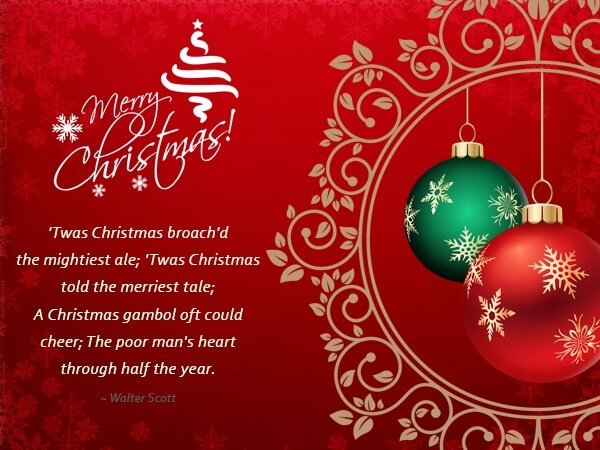 Merry
Christmas!
'Twas Christmas broach'd
the mightiest ale; 'Twas Christmas
told the merriest tale;
A Christmas gambol oft could
cheer; The poor man's heart
through half the year.
~ Walter Scott